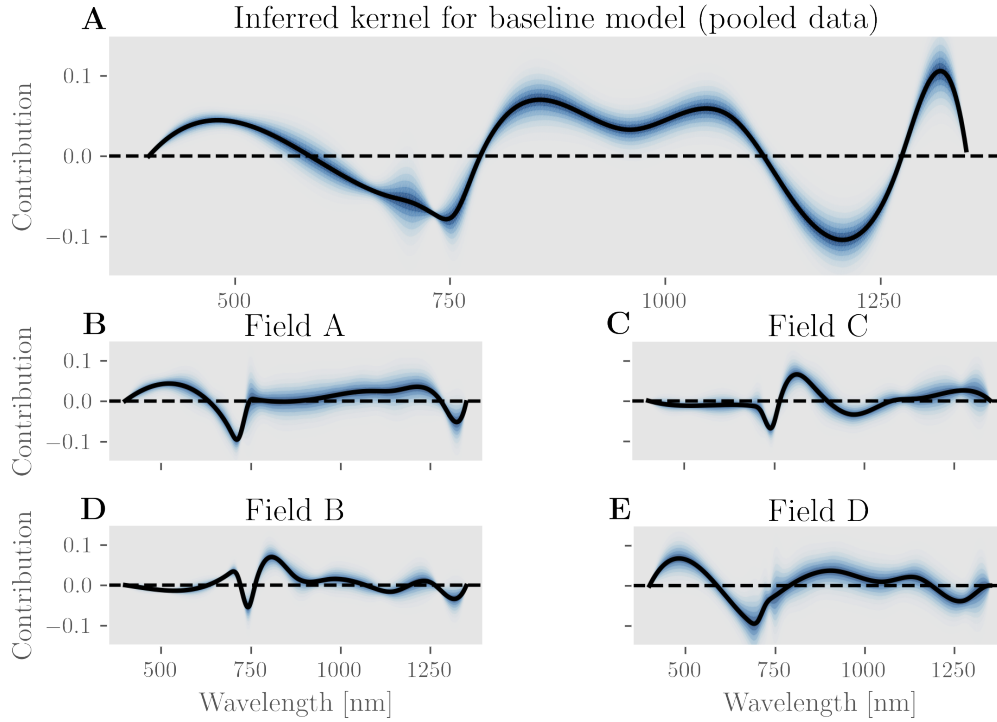 A Inferred kernel for baseline model (pooled data)
Contribution
0.1
0.0
−0.1
500 750 1000 1250
B Field A
Contribution
0.1
0.0
−0.1
C Field C
D Field B
Contribution
0.1
0.0
−0.1
500 750 1000 1250
Wavelength [nm]
E Field D
500 750 1000 1250
Wavelength [nm]